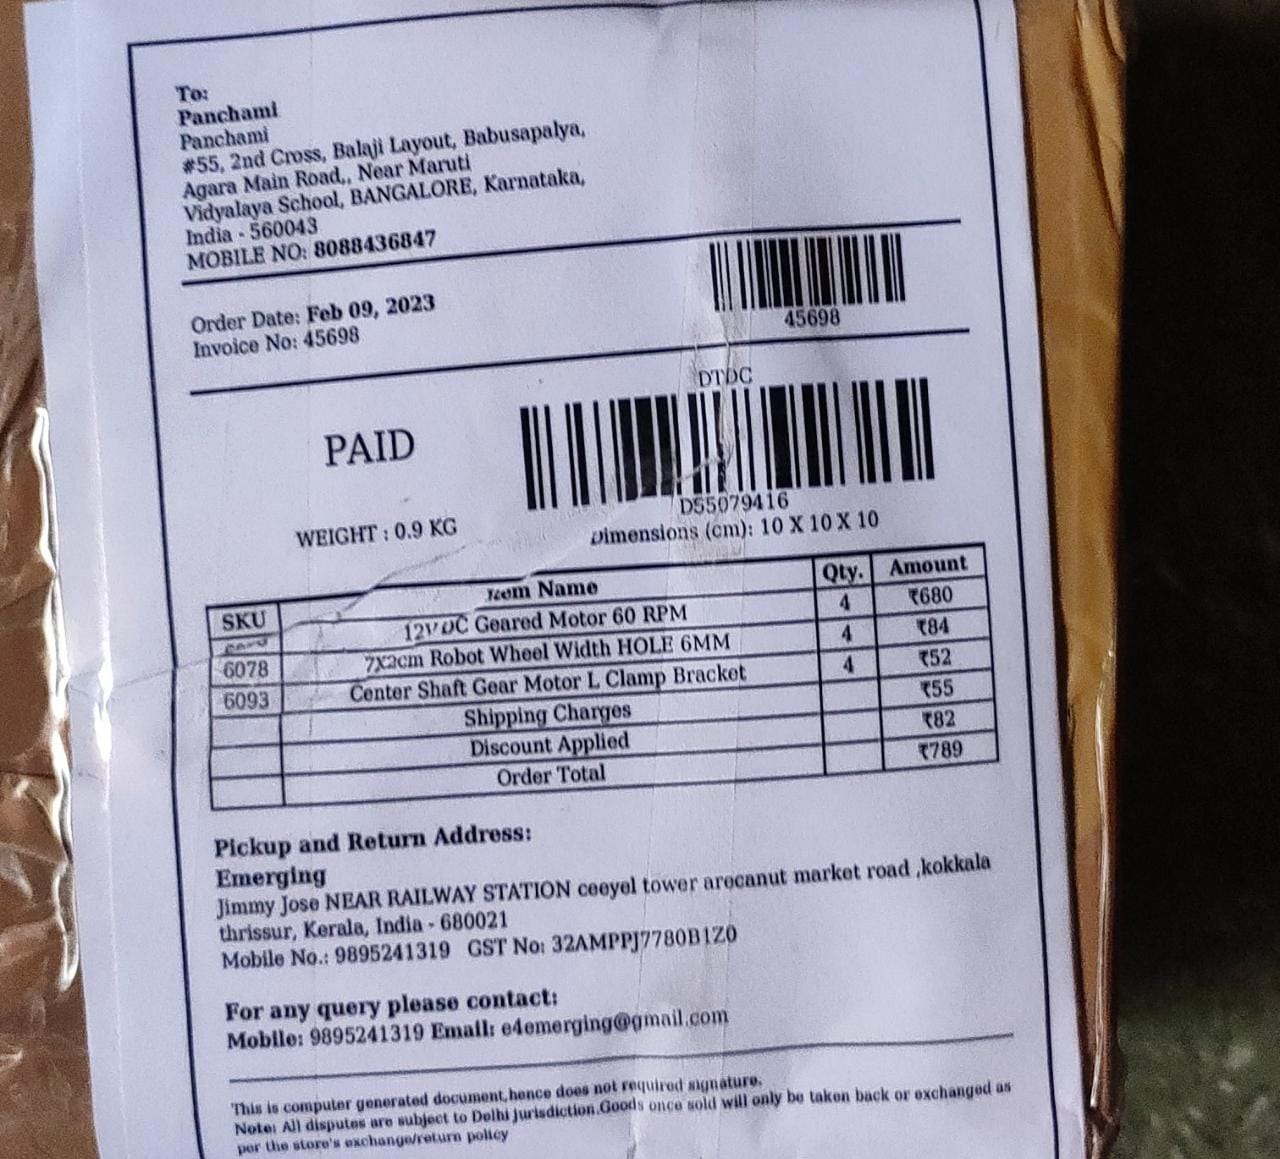 To:
Panchami
Panchami
#55, 2nd Cross, Balaji Layout, Babusapalya,
Agara Main Road,, Near Maruti
Vidyalaya School, BANGALORE, Karnataka,
India - 560043
MOBILE NO: 8088436847
Order Date: Feb 09, 2023
Invoice No: 45698
45698
DTDC
PAID
D55079416
WEIGHT : 0.9 KG
Dimensions (cm): 10 X 10 X 10
SKU Item Name Qty. Amount
12V DC Geared Motor 60 RPM 4 ₹680
6078 7X2cm Robot Wheel Width HOLE 6MM 4 ₹84
6093 Center Shaft Gear Motor L Clamp Bracket 4 ₹52
Shipping Charges ₹55
Discount Applied ₹82
Order Total ₹789
Pickup and Return Address:
Emerging
Jimmy Jose NEAR RAILWAY STATION ceeyel tower arecanut market road ,kokkala
thrissur, Kerala, India - 680021
Mobile No.: 9895241319 GST No: 32AMPPJ7780B1Z0
For any query please contact:
Mobile: 9895241319 Email: e4emerging@gmail.com
This is computer generated document,hence does not required signature.
Note: All disputes are subject to Delhi jurisdiction.Goods once sold will only be taken back or exchanged as
per the store's exchange/return policy